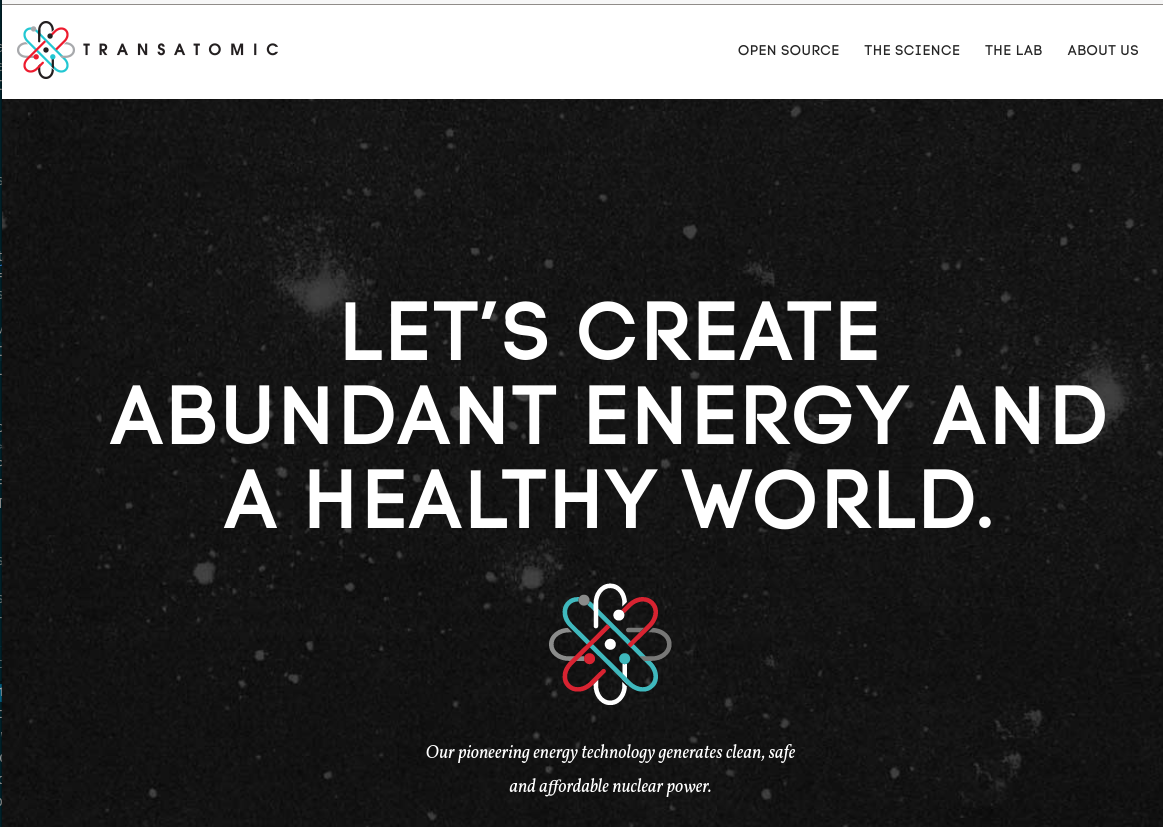 TRANSATOMIC
OPEN SOURCE THE SCIENCE THE LAB ABOUT US
LET’S CREATE
ABUNDANT ENERGY AND
A HEALTHY WORLD.
Our pioneering energy technology generates clean, safe
and affordable nuclear power.